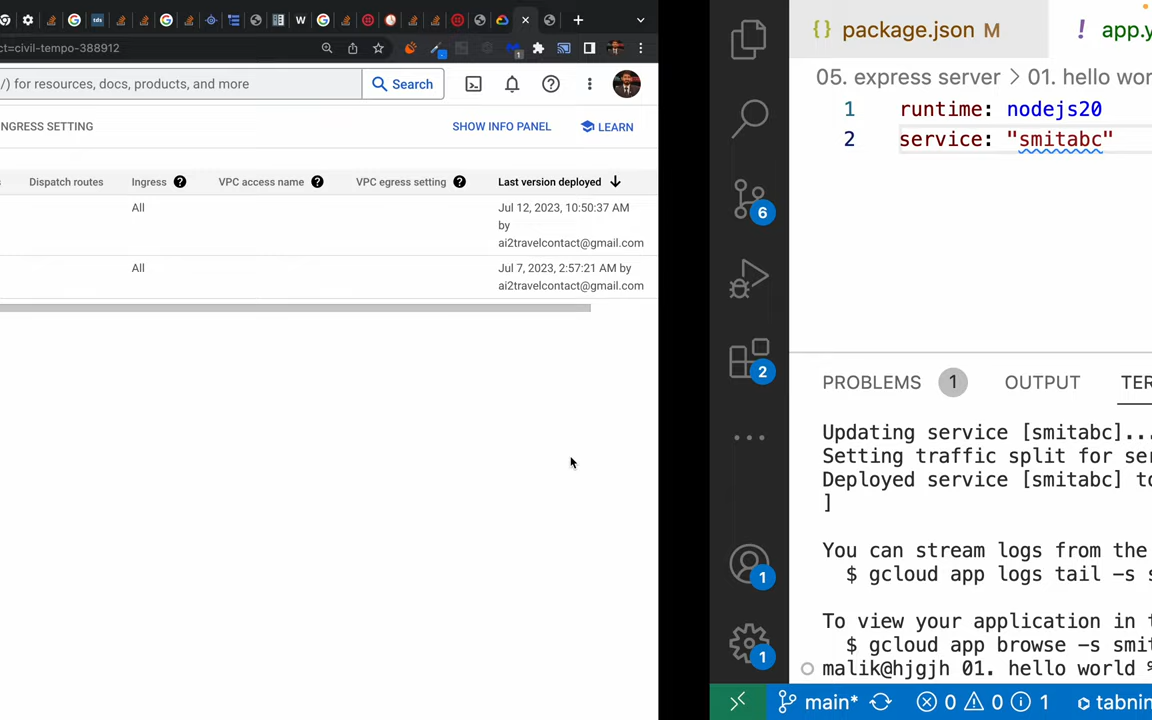 ct=civil-tempo-388912
/) for resources, docs, products, and more
Search
NGRESS SETTING
SHOW INFO PANEL
LEARN
s Dispatch routes Ingress ? VPC access name ? VPC egress setting ? Last version deployed
All
Jul 12, 2023, 10:50:37 AM
by
ai2travelcontact@gmail.com
All
Jul 7, 2023, 2:57:21 AM by
ai2travelcontact@gmail.com
{} package.json M
! app.y
05. express server > 01. hello wor
1 runtime: nodejs20
2 service: "smitabc"
6
2
1
1
PROBLEMS 1 OUTPUT TER
Updating service [smitabc]...
Setting traffic split for ser
Deployed service [smitabc] to
]
You can stream logs from the
$ gcloud app logs tail -s s
To view your application in t
$ gcloud app browse -s smit
malik@hjgjh 01. hello world %
main* 0 0 1 tabnin